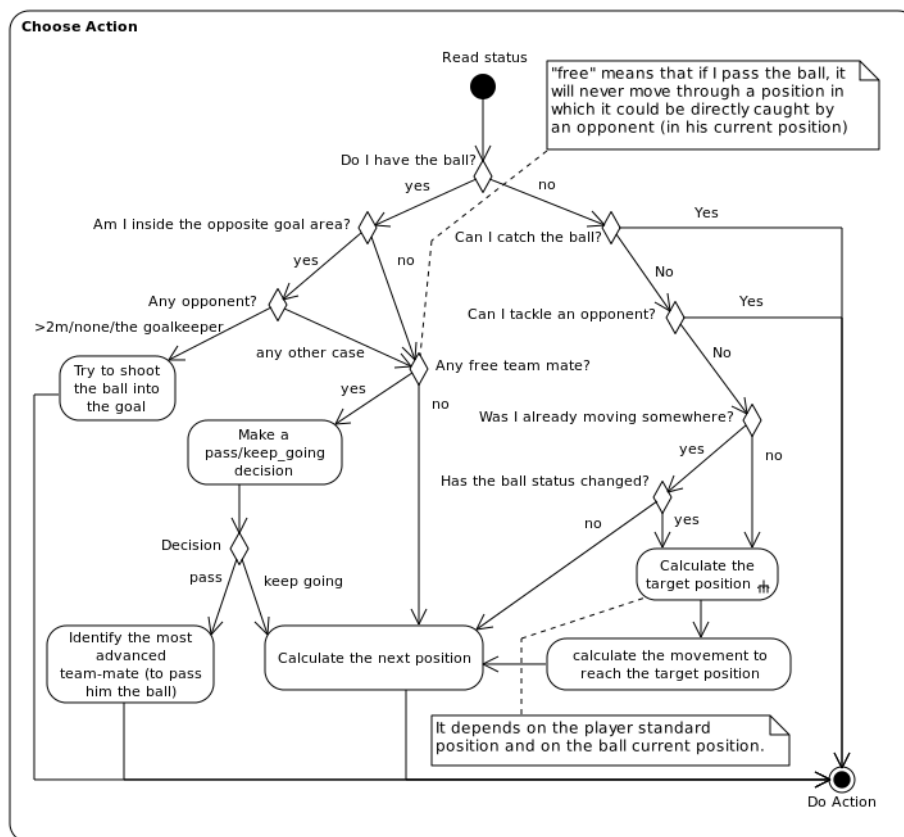 Choose Action
Read status
"free" means that if I pass the ball, it
will never move through a position in
which it could be directly caught by
an opponent (in his current position)
Do I have the ball?
yes
no
Am I inside the opposite goal area?
Can I catch the ball?
Yes
yes
no
No
Any opponent?
Can I tackle an opponent?
Yes
>2m/none/the goalkeeper
any other case
No
Try to shoot
the ball into
the goal
Any free team mate?
yes
no
Was I already moving somewhere?
Make a
pass/keep_going
decision
yes
no
Has the ball status changed?
no
yes
Decision
pass
keep going
Calculate the
target position
Identify the most
advanced
team-mate (to pass
him the ball)
Calculate the next position
calculate the movement to
reach the target position
It depends on the player standard
position and on the ball current position.
Do Action